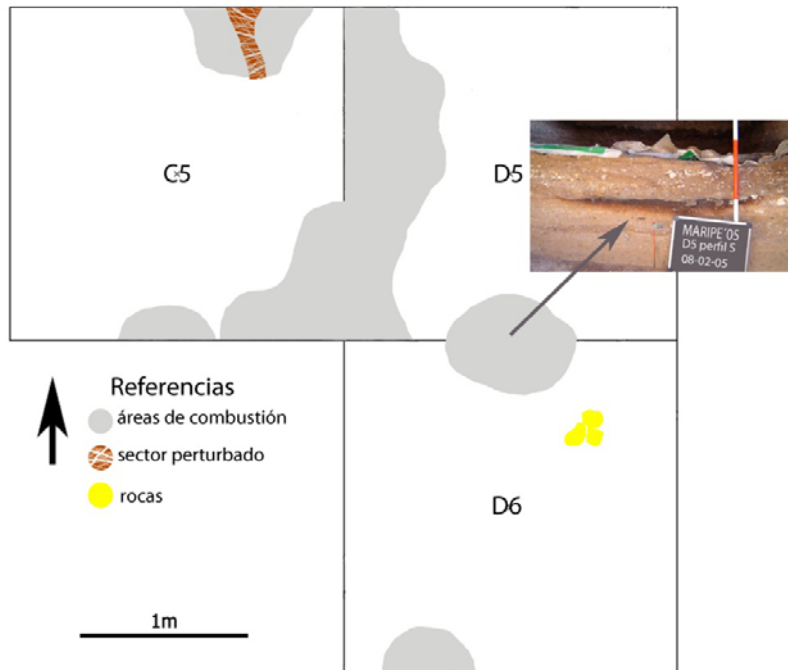 C5
D5
MARIPE'05
D5 perfil S
08-02-05
Referencias
áreas de combustión
sector perturbado
rocas
D6
1m